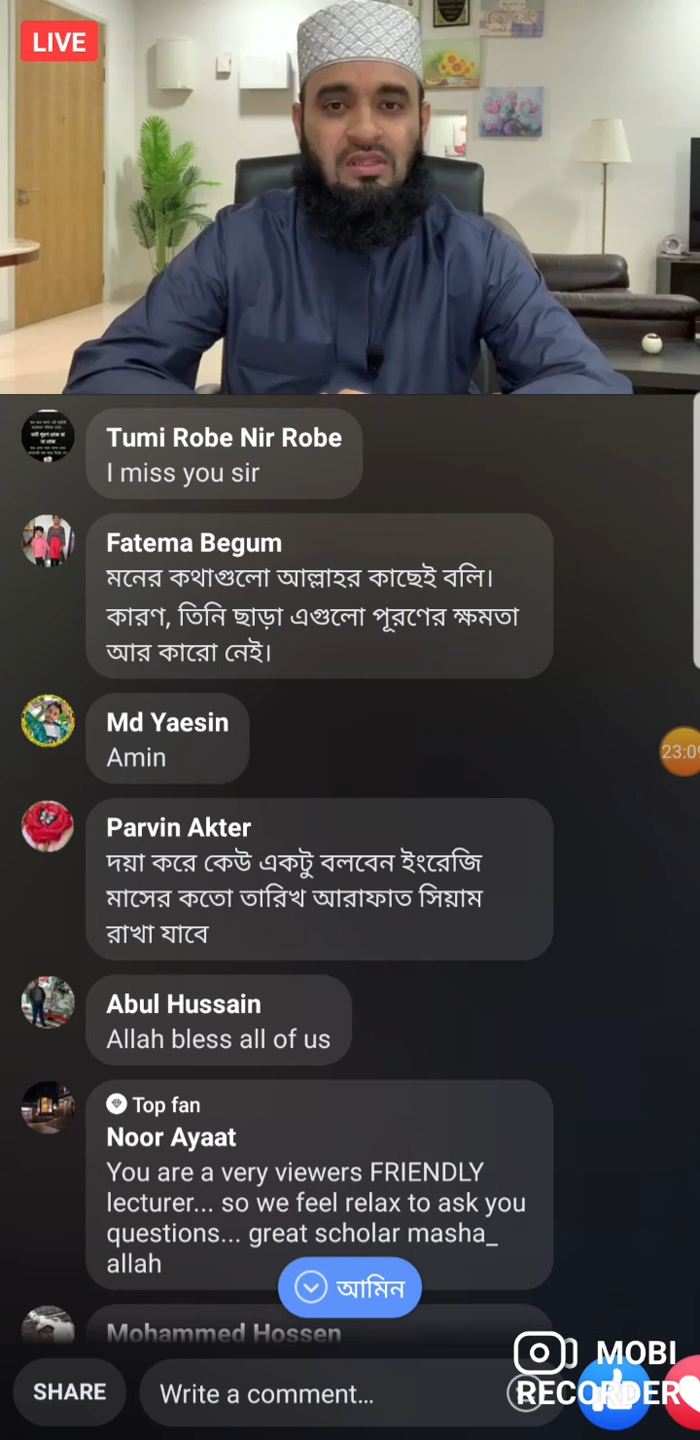 LIVE
Tumi Robe Nir Robe
I miss you sir
Fatema Begum
মনের কথাগুলো আল্লাহর কাছেই বলি।
কারণ, তিনি ছাড়া এগুলো পূরণের ক্ষমতা
আর কারো নেই।
Md Yaesin
Amin
23:09
Parvin Akter
দয়া করে কেউ একটু বলবেন ইংরেজি
মাসের কতো তারিখ আরাফাত সিয়াম
রাখা যাবে
Abul Hussain
Allah bless all of us
Top fan
Noor Ayaat
You are a very viewers FRIENDLY
lecturer... so we feel relax to ask you
questions... great scholar masha_
allah
আমিন
Mohammed Hossen
MOBI
RECORDER
SHARE
Write a comment...